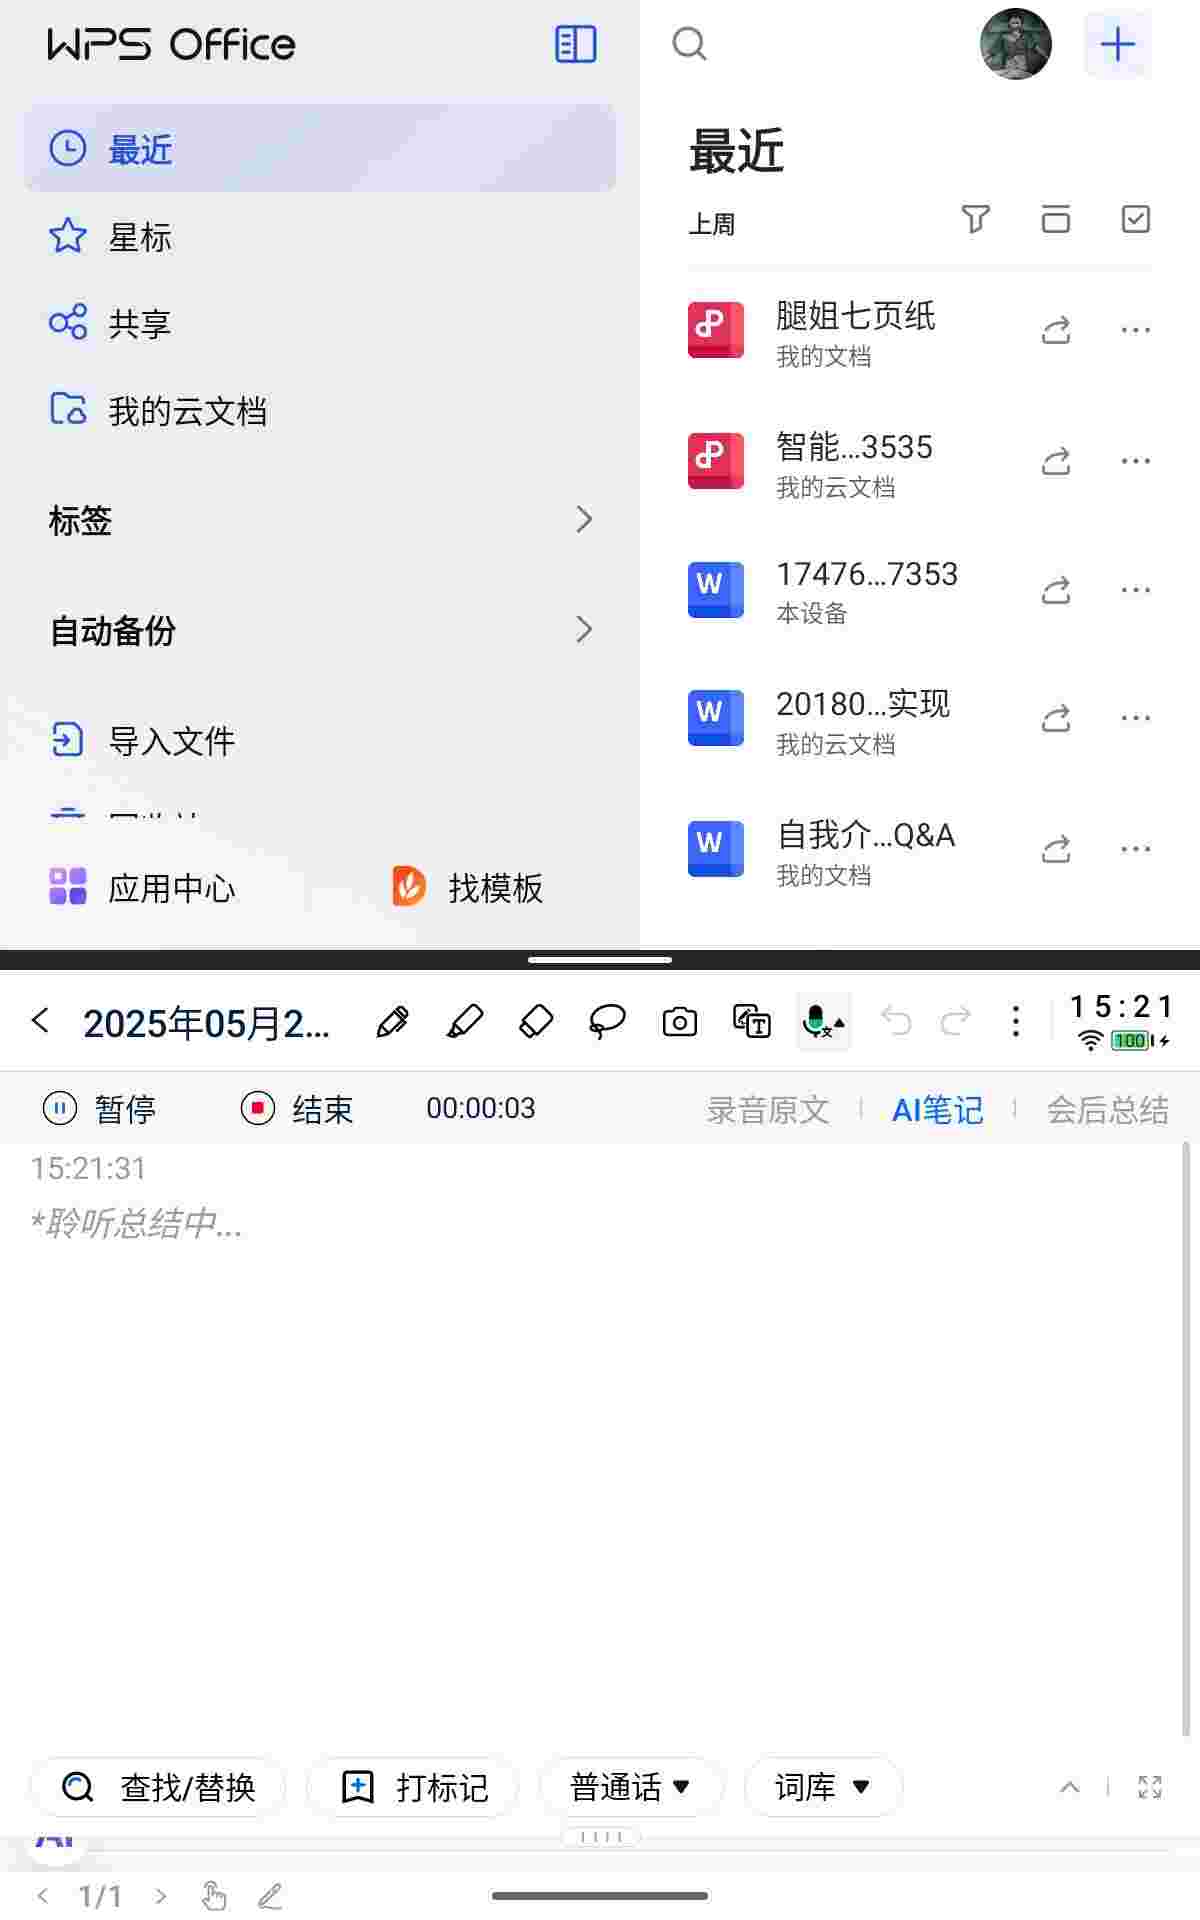 WPS Office
最近
星标
共享
我的云文档
标签
自动备份
导入文件
应用中心
找模板
最近
上周
腿姐七页纸
我的文档
智能...3535
我的云文档
17476...7353
本设备
20180...实现
我的云文档
自我介...Q&A
我的文档
2025年05月2...
15:21
100
暂停
结束
00:00:03
录音原文
AI笔记
会后总结
15:21:31
*聆听总结中...
查找/替换
打标记
普通话
词库
1/1